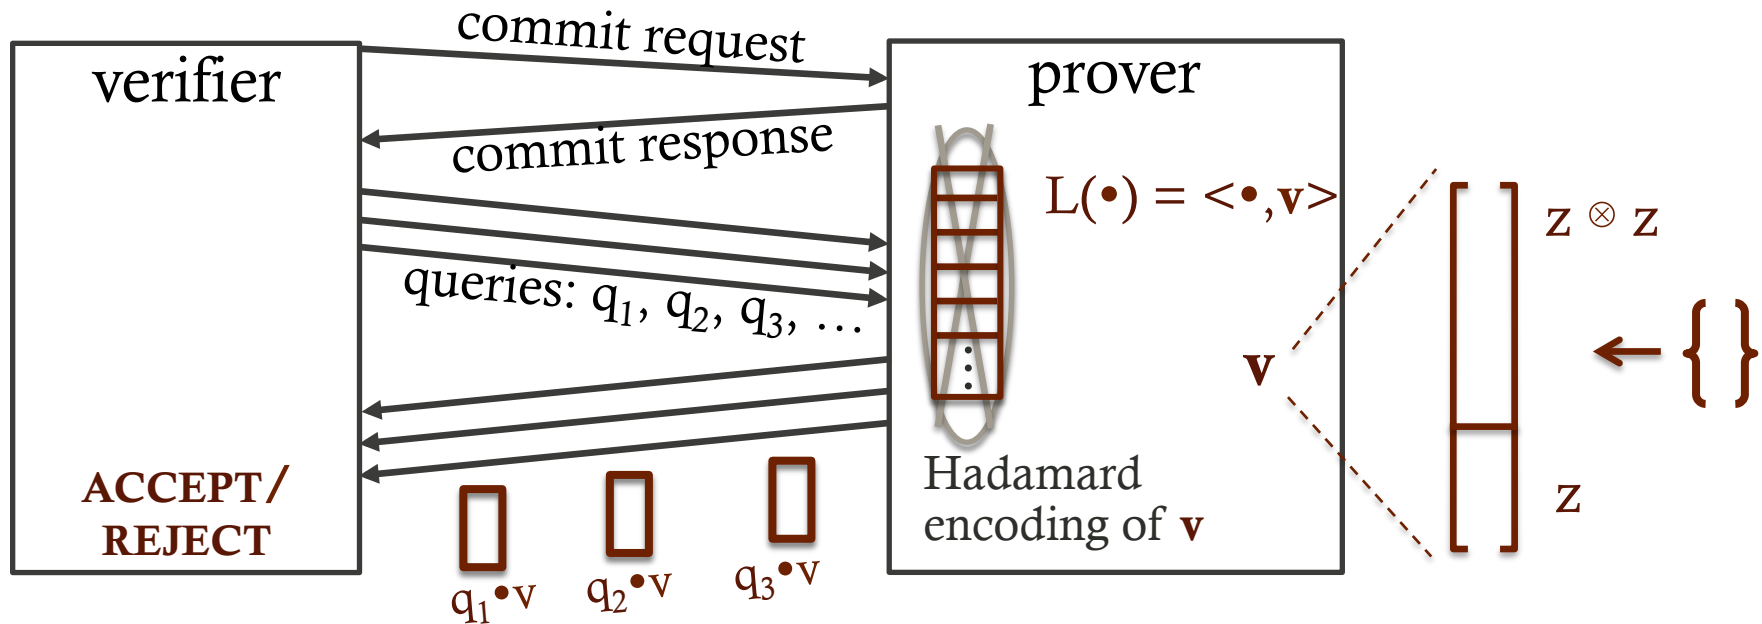 commit request
verifier
prover
commit response
L(•) = <•,v>
z ⊗ z
queries: q₁, q₂, q₃, …
v
{ }
ACCEPT/
REJECT
Hadamard
encoding of v
z
q₁•v
q₂•v
q₃•v